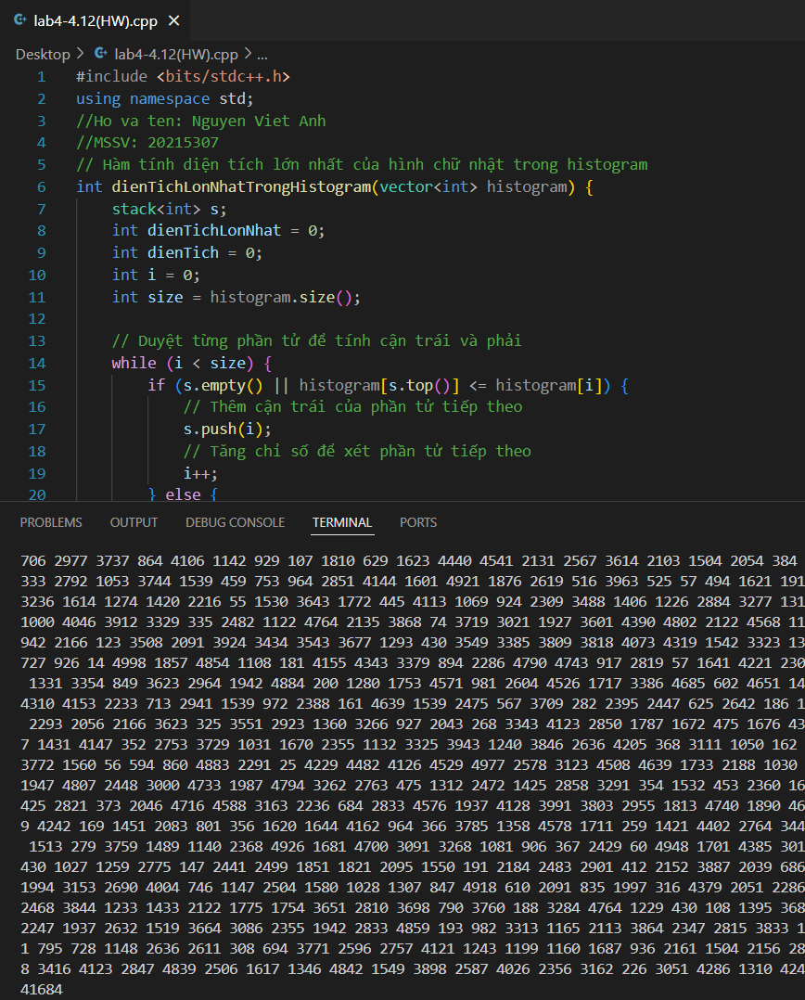 lab4-4.12(HW).cpp
Desktop > lab4-4.12(HW).cpp > ...
1 #include <bits/stdc++.h>
2 using namespace std;
3 //Ho va ten: Nguyen Viet Anh
4 //MSSV: 20215307
5 // Hàm tính diện tích lớn nhất của hình chữ nhật trong histogram
6 int dienTichLonNhatTrongHistogram(vector<int> histogram) {
7 stack<int> s;
8 int dienTichLonNhat = 0;
9 int dienTich = 0;
10 int i = 0;
11 int size = histogram.size();
12
13 // Duyệt từng phần tử để tính cận trái và phải
14 while (i < size) {
15 if (s.empty() || histogram[s.top()] <= histogram[i]) {
16 // Thêm cận trái của phần tử tiếp theo
17 s.push(i);
18 // Tăng chỉ số để xét phần tử tiếp theo
19 i++;
20 } else {
PROBLEMS OUTPUT DEBUG CONSOLE TERMINAL PORTS
706 2977 3737 864 4106 1142 929 107 1810 629 1623 4440 4541 2131 2567 3614 2103 1504 2054 384
333 2792 1053 3744 1539 459 753 964 2851 4144 1601 4921 1876 2619 516 3963 525 57 494 1621 191
3236 1614 1274 1420 2216 55 1530 3643 1772 445 4113 1069 924 2309 3488 1406 1226 2884 3277 131
1000 4046 3912 3329 335 2482 1122 4764 2135 3868 74 3719 3021 1927 3601 4390 4802 2122 4568 11
942 2166 123 3508 2091 3924 3434 3543 3677 1293 430 3549 3385 3809 3818 4073 4319 1542 3323 13
727 926 14 4998 1857 4854 1108 181 4155 4343 3379 894 2286 4790 4743 917 2819 57 1641 4221 230
1331 3354 849 3623 2964 1942 4884 200 1280 1753 4571 981 2604 4526 1717 3386 4685 602 4651 14
4310 4153 2233 713 2941 1539 972 2388 161 4639 1539 2475 567 3709 282 2395 2447 625 2642 186 1
2293 2056 2166 3623 325 3551 2923 1360 3266 927 2043 268 3343 4123 2850 1787 1672 475 1676 43
7 1431 4147 352 2753 3729 1031 1670 2355 1132 3325 3943 1240 3846 2636 4205 368 3111 1050 162
3772 1560 56 594 860 4883 2291 25 4229 4482 4126 4529 4977 2578 3123 4508 4639 1733 2188 1030
1947 4807 2448 3000 4733 1987 4794 3262 2763 475 1312 2472 1425 2858 3291 354 1532 453 2360 16
425 2821 373 2046 4716 4588 3163 2236 684 2833 4576 1937 4128 3991 3803 2955 1813 4740 1890 46
9 4242 169 1451 2083 801 356 1620 1644 4162 964 366 3785 1358 4578 1711 259 1421 4402 2764 344
1513 279 3759 1489 1140 2368 4926 1681 4700 3091 3268 1081 906 367 2429 60 4948 1701 4385 301
430 1027 1259 2775 147 2441 2499 1851 1821 2095 1550 191 2184 2483 2901 412 2152 3887 2039 686
1994 3153 2690 4004 746 1147 2504 1580 1028 1307 847 4918 610 2091 835 1997 316 4379 2051 2286
2468 3844 1233 1433 2122 1775 1754 3651 2810 3698 790 3760 188 3284 4764 1229 430 108 1395 368
2247 1937 2632 1519 3664 3086 2355 1942 2833 4859 193 982 3313 1165 2113 3864 2347 2815 3833 1
1 795 728 1148 2636 2611 308 694 3771 2596 2757 4121 1243 1199 1160 1687 936 2161 1504 2156 28
8 3416 4123 2847 4839 2506 1617 1346 4842 1549 3898 2587 4026 2356 3162 226 3051 4286 1310 424
41684